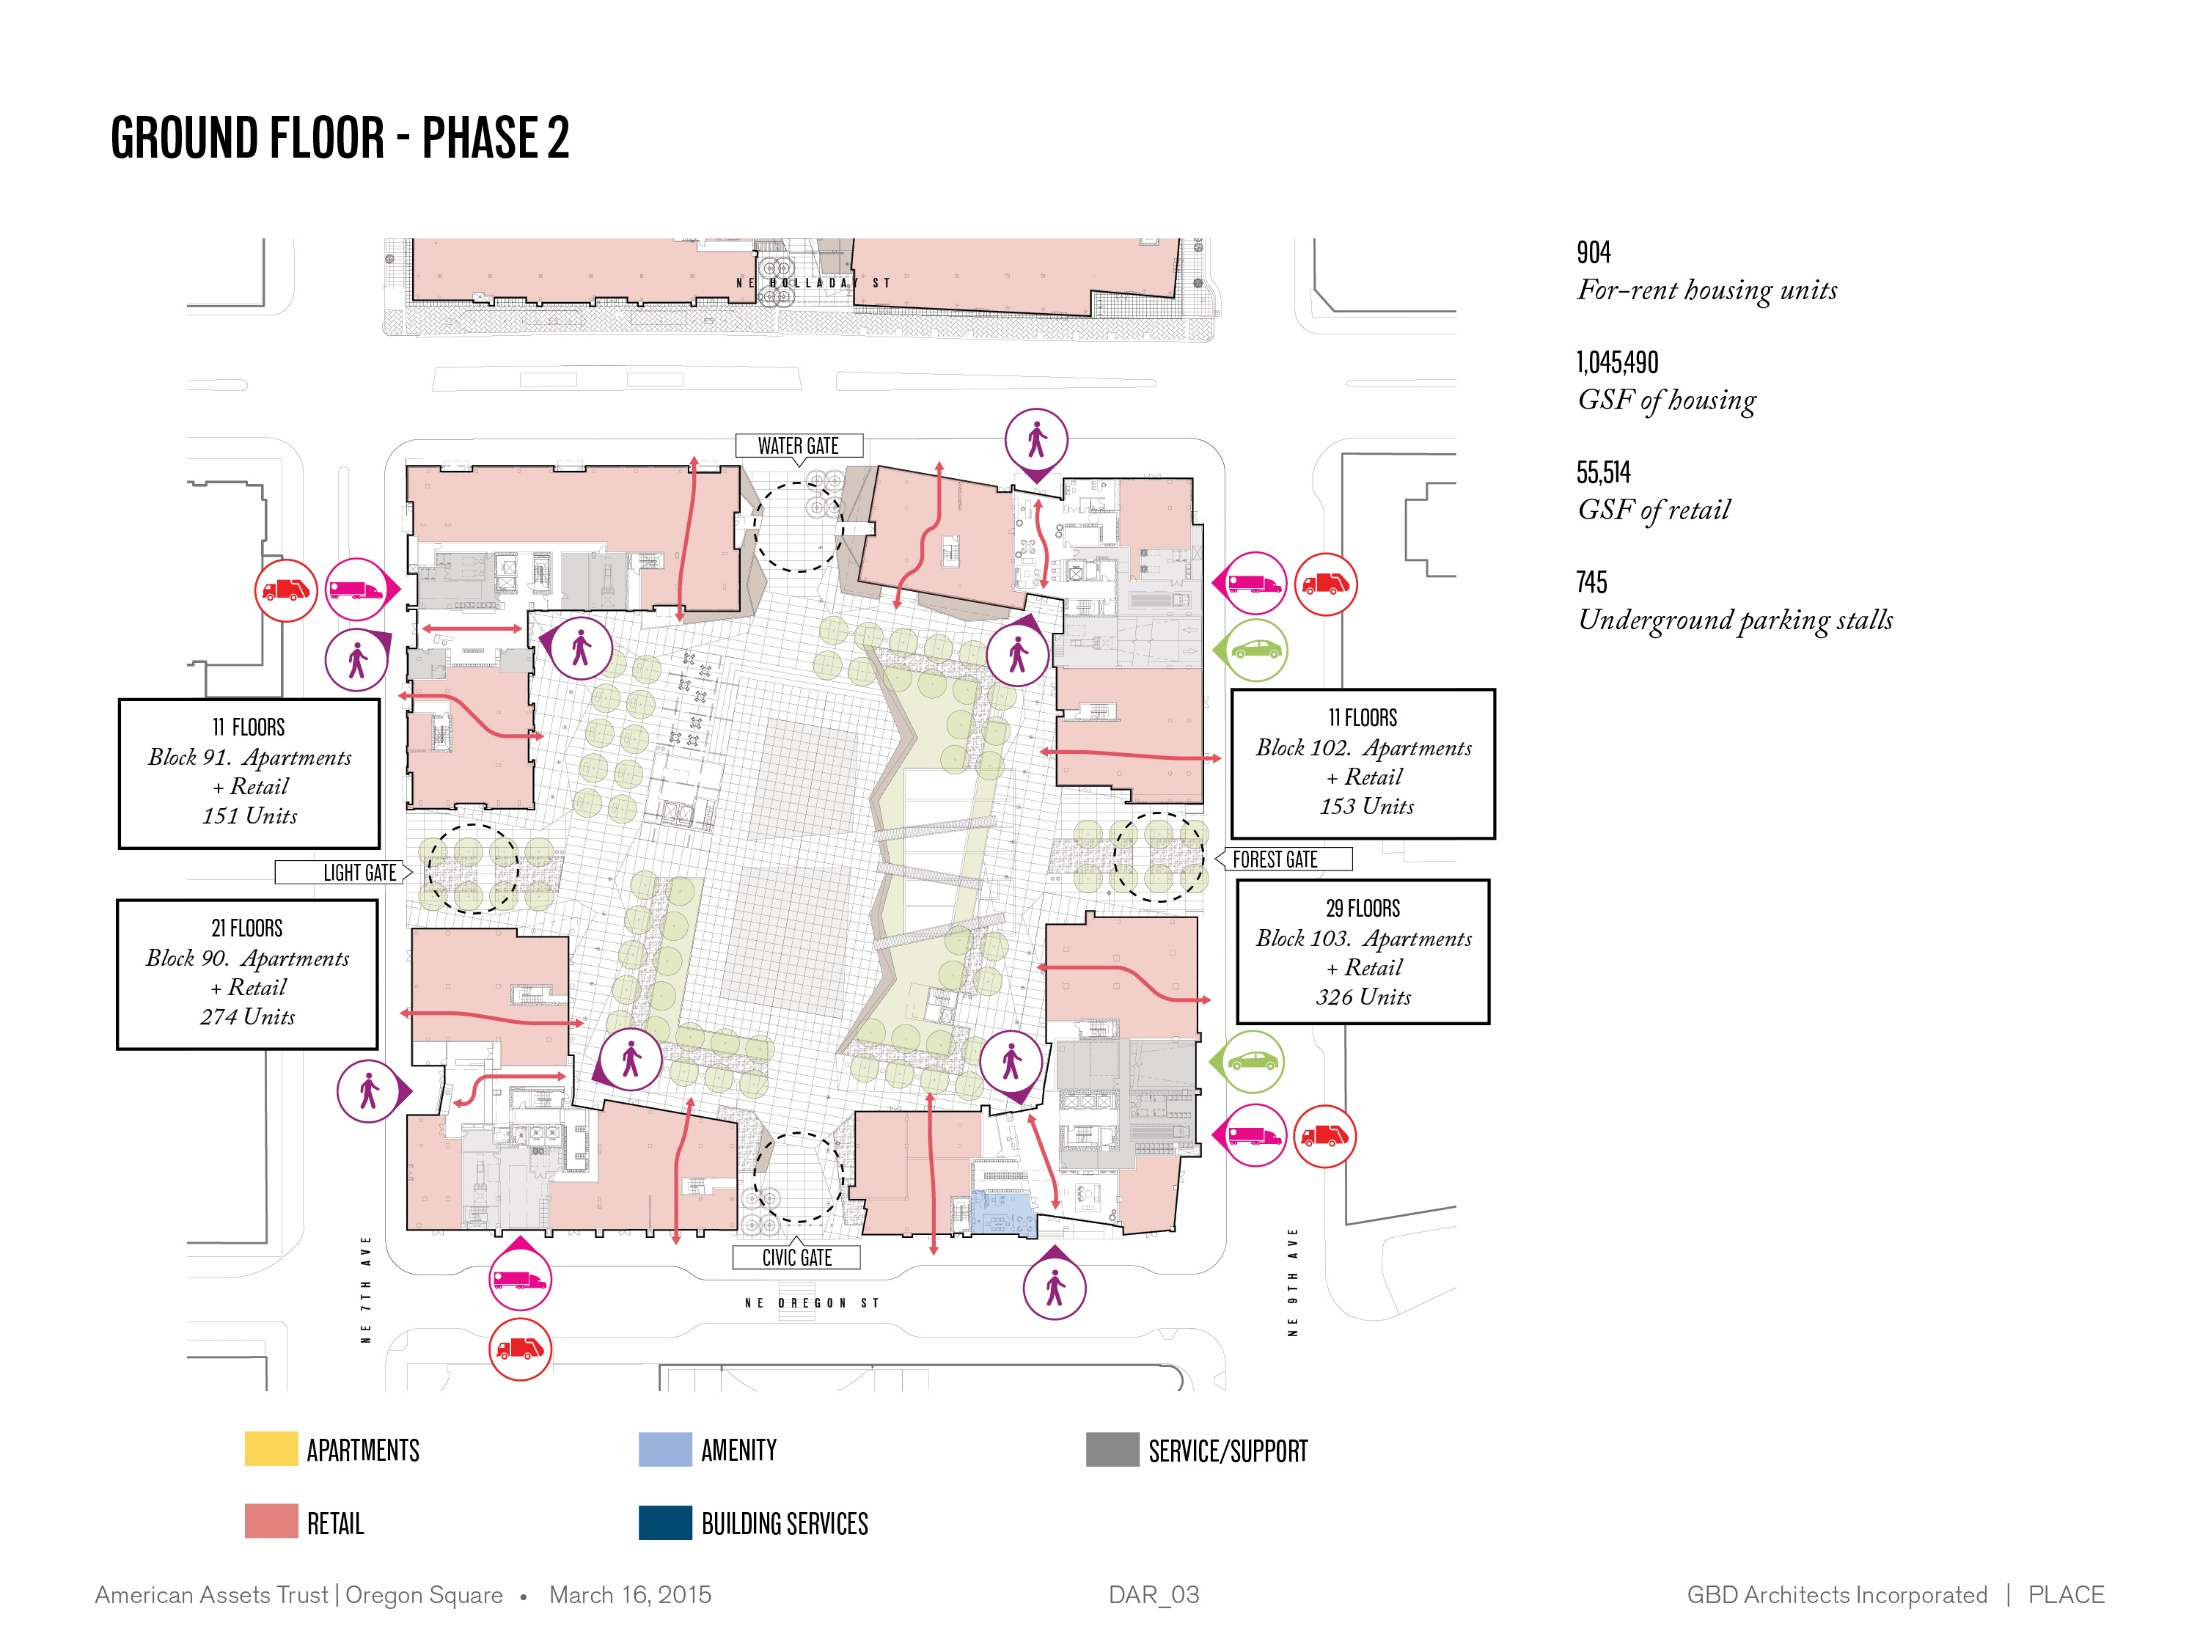 GROUND FLOOR - PHASE 2
904
For-rent housing units
1,045,490
GSF of housing
55,514
GSF of retail
745
Underground parking stalls
NE HOLLADAY ST
WATER GATE
11 FLOORS
Block 91. Apartments
+ Retail
151 Units
11 FLOORS
Block 102. Apartments
+ Retail
153 Units
LIGHT GATE
FOREST GATE
21 FLOORS
Block 90. Apartments
+ Retail
274 Units
29 FLOORS
Block 103. Apartments
+ Retail
326 Units
CIVIC GATE
NE 7TH AVE
NE OREGON ST
NE 9TH AVE
APARTMENTS
AMENITY
SERVICE/SUPPORT
RETAIL
BUILDING SERVICES
American Assets Trust | Oregon Square • March 16, 2015
DAR_03
GBD Architects Incorporated | PLACE